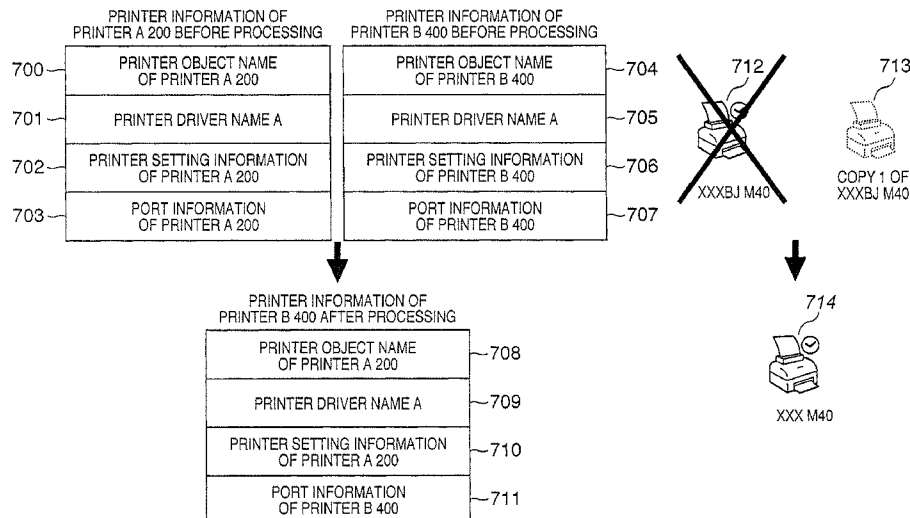 PRINTER INFORMATION OF
PRINTER A 200 BEFORE PROCESSING
700
PRINTER OBJECT NAME
OF PRINTER A 200
701
PRINTER DRIVER NAME A
702
PRINTER SETTING INFORMATION
OF PRINTER A 200
703
PORT INFORMATION
OF PRINTER A 200
PRINTER INFORMATION OF
PRINTER B 400 BEFORE PROCESSING
PRINTER OBJECT NAME
OF PRINTER B 400
704
PRINTER DRIVER NAME A
705
PRINTER SETTING INFORMATION
OF PRINTER B 400
706
PORT INFORMATION
OF PRINTER B 400
707
712
XXXBJ M40
713
COPY 1 OF
XXXBJ M40
PRINTER INFORMATION OF
PRINTER B 400 AFTER PROCESSING
PRINTER OBJECT NAME
OF PRINTER A 200
708
PRINTER DRIVER NAME A
709
PRINTER SETTING INFORMATION
OF PRINTER A 200
710
PORT INFORMATION
OF PRINTER B 400
711
714
XXX M40